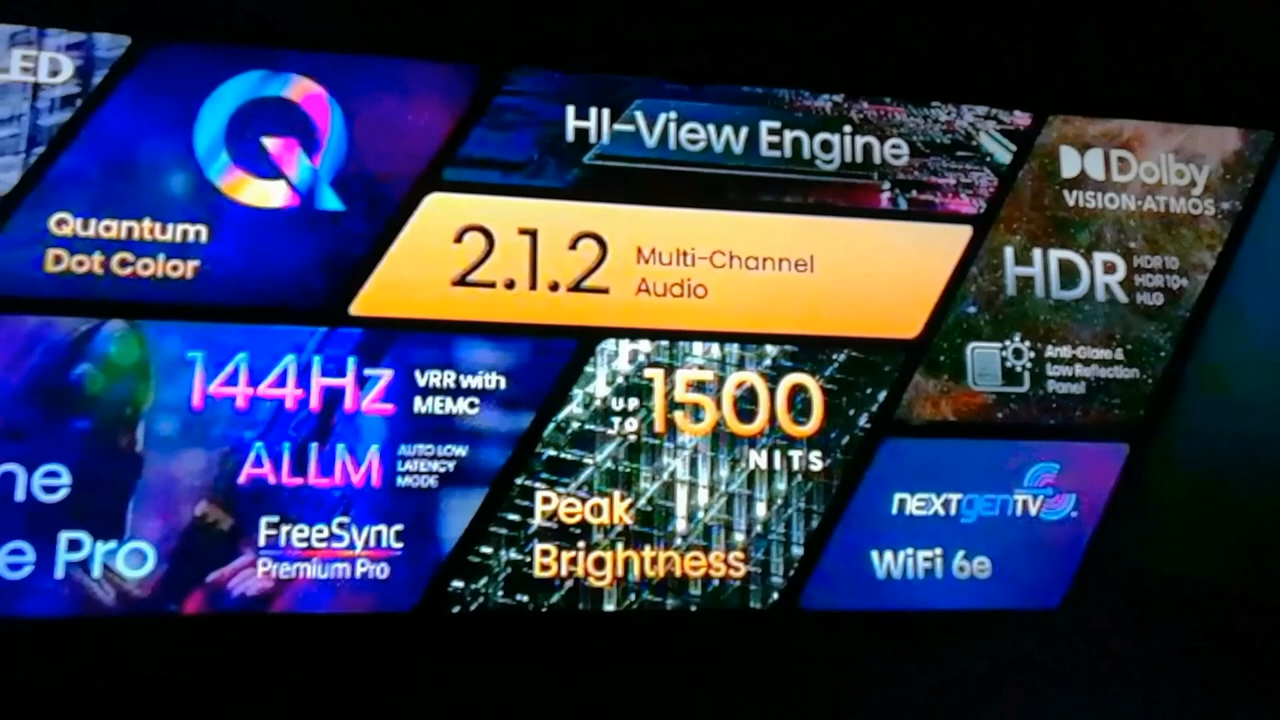 ED
Quantum
Dot Color
HI-View Engine
2.1.2 Multi-Channel
Audio
Dolby
VISION·ATMOS
HDR
HDR10
HDR10+
HLG
Anti-Glare &
Low Reflection
Panel
144Hz
VRR with
MEMC
ALLM
AUTO LOW
LATENCY
MODE
FreeSync
Premium Pro
ne
e Pro
UP
TO
1500
NITS
Peak
Brightness
NEXTGENTV
WiFi 6e